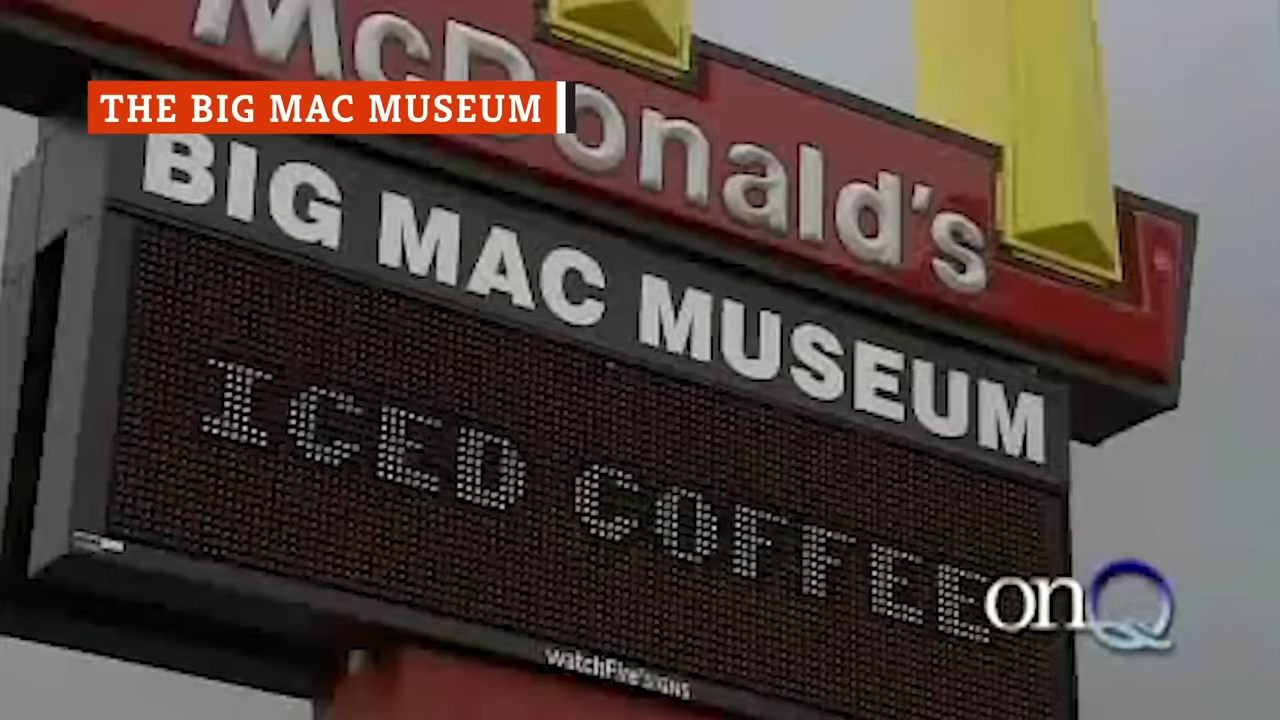 McDonald's
THE BIG MAC MUSEUM
BIG MAC MUSEUM
ICED COFFEE
onQ
watchFire SIGNS